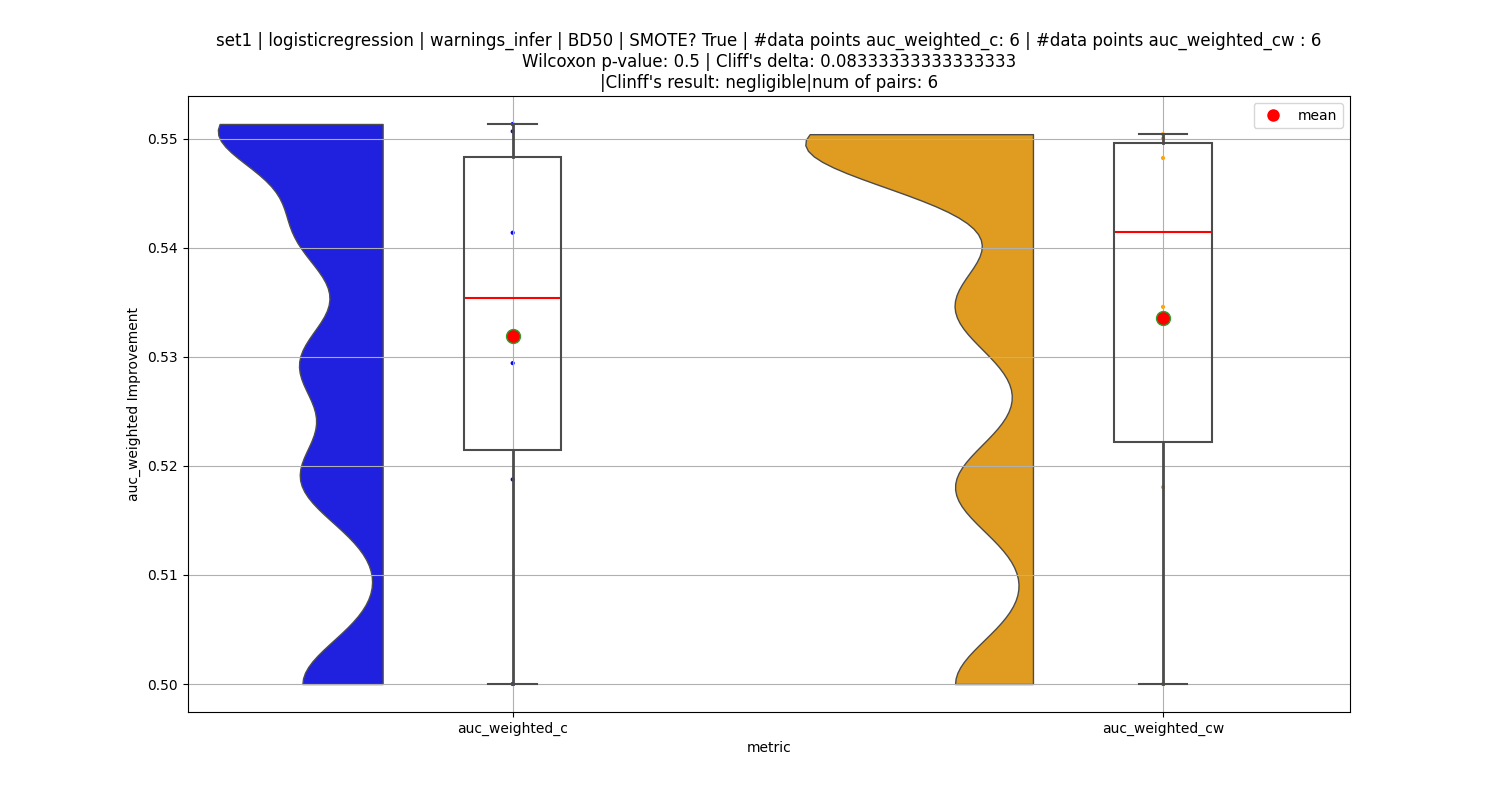 set1 | logisticregression | warnings_infer | BD50 | SMOTE? True | #data points auc_weighted_c: 6 | #data points auc_weighted_cw : 6
Wilcoxon p-value: 0.5 | Cliff's delta: 0.08333333333333333
|Clinff's result: negligible|num of pairs: 6
mean
0.55
0.54
0.53
0.52
0.51
0.50
auc_weighted Improvement
auc_weighted_c
auc_weighted_cw
metric